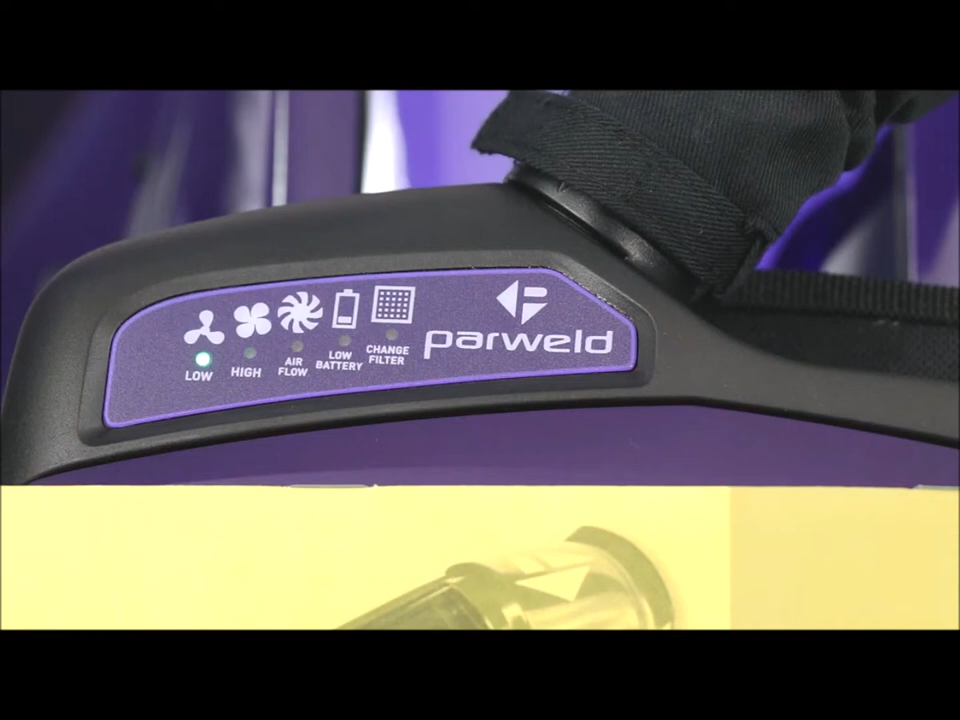 LOW
HIGH
AIR
FLOW
LOW
BATTERY
CHANGE
FILTER
parweld